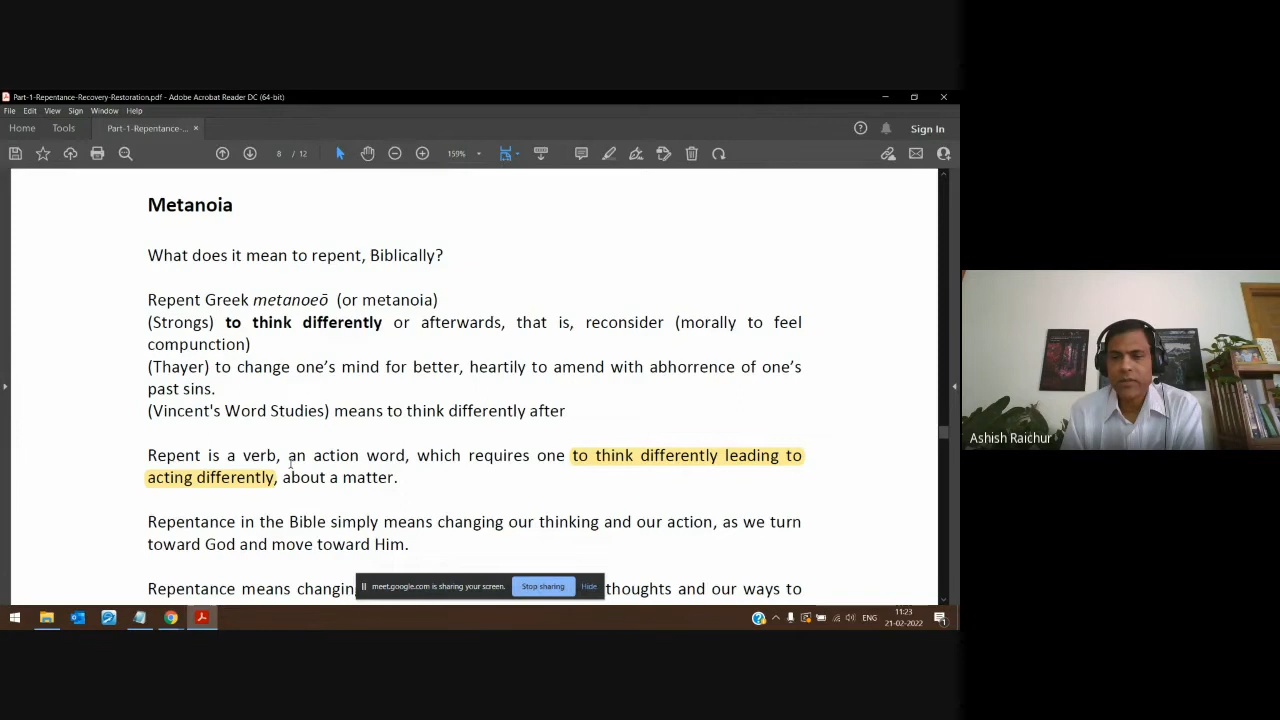 Part-1-Repentance-Recovery-Restoration.pdf - Adobe Acrobat Reader DC (64-bit)
File Edit View Sign Window Help
Home Tools Part-1-Repentance-... × Sign In
8 / 12 159%
Metanoia
What does it mean to repent, Biblically?
Repent Greek metanoeō (or metanoia)
(Strongs) to think differently or afterwards, that is, reconsider (morally to feel
compunction)
(Thayer) to change one’s mind for better, heartily to amend with abhorrence of one’s
past sins.
(Vincent's Word Studies) means to think differently after
Repent is a verb, an action word, which requires one to think differently leading to
acting differently, about a matter.
Repentance in the Bible simply means changing our thinking and our action, as we turn
toward God and move toward Him.
Repentance means changing thoughts and our ways to
meet.google.com is sharing your screen. Stop sharing Hide
ENG
11:23
21-02-2022
Ashish Raichur